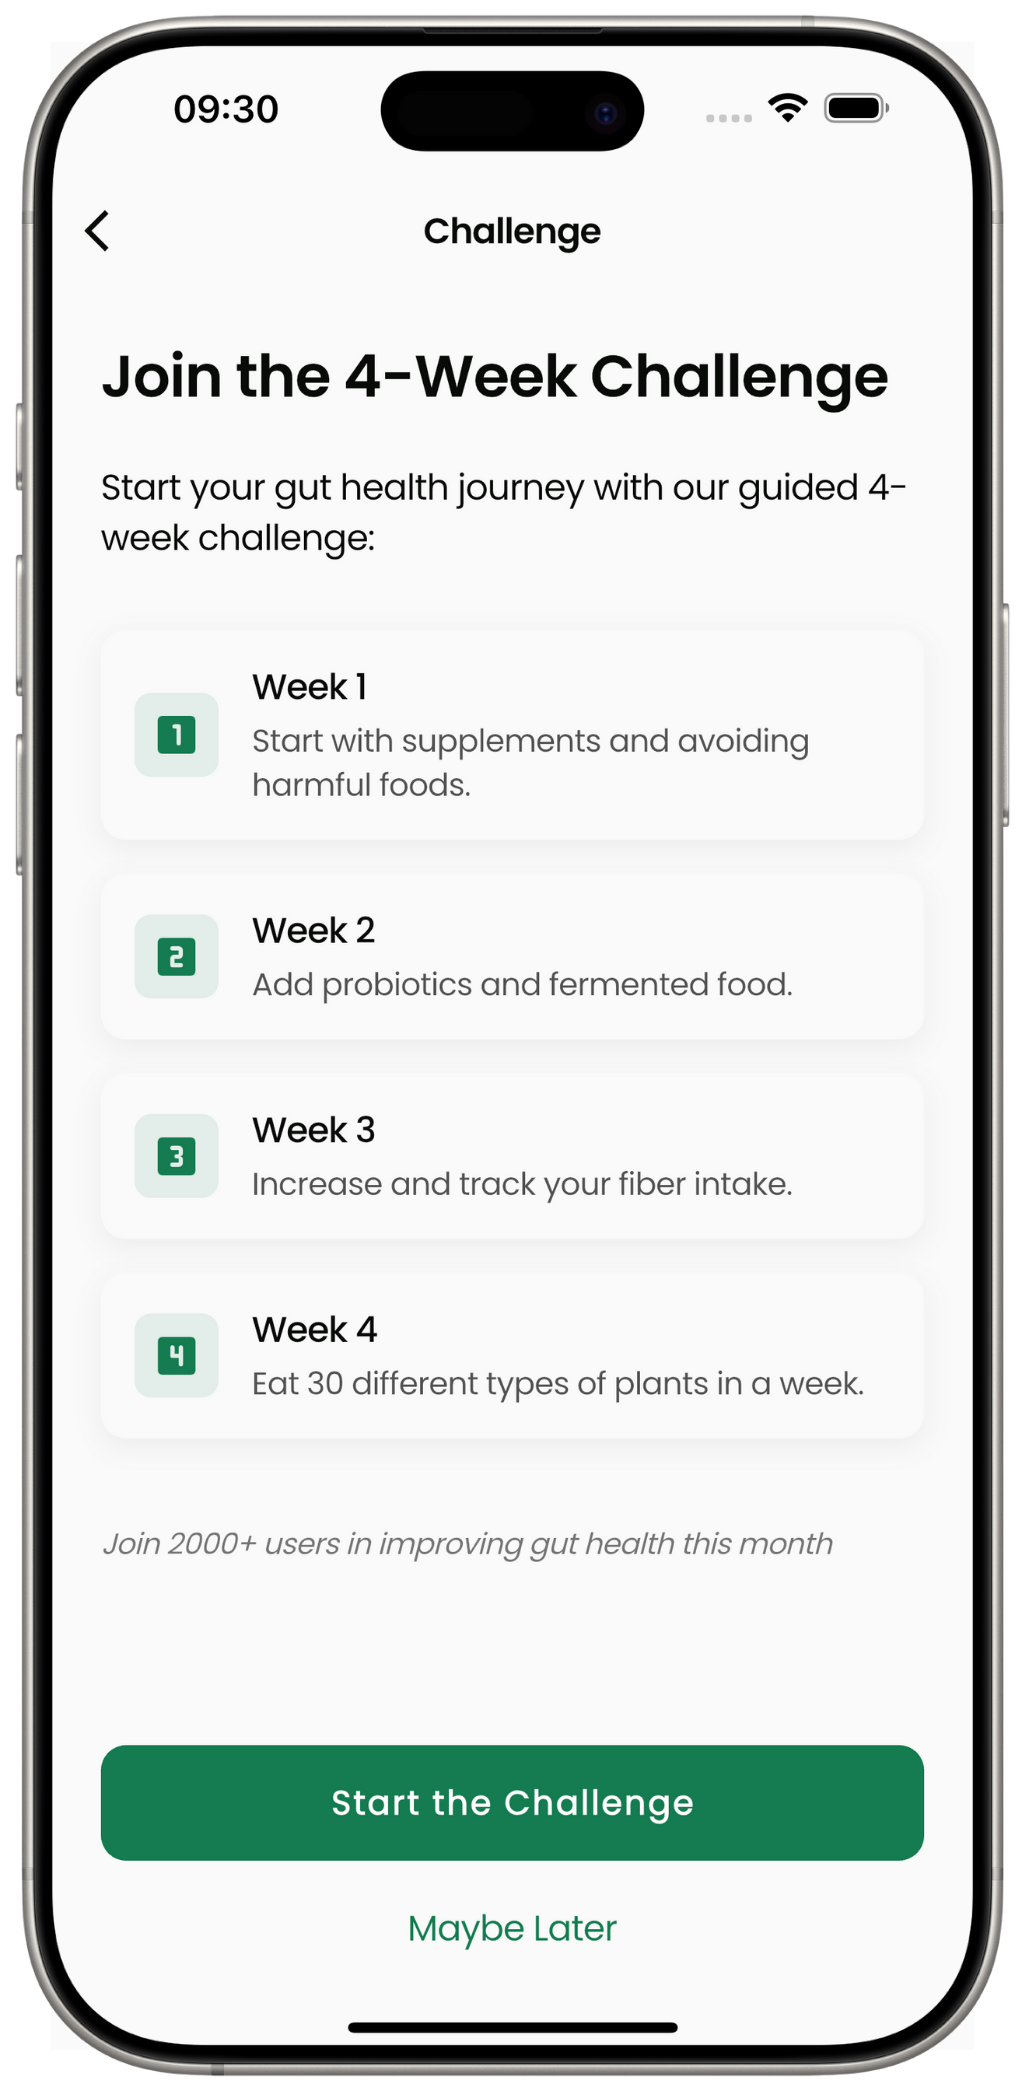 09:30
Challenge
Join the 4-Week Challenge
Start your gut health journey with our guided 4-
week challenge:
1
Week 1
Start with supplements and avoiding
harmful foods.
2
Week 2
Add probiotics and fermented food.
3
Week 3
Increase and track your fiber intake.
4
Week 4
Eat 30 different types of plants in a week.
Join 2000+ users in improving gut health this month
Start the Challenge
Maybe Later